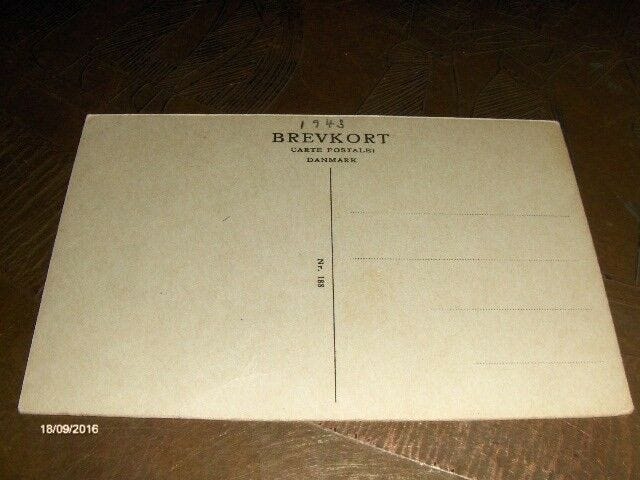 1943
BREVKORT
(CARTE POSTALE)
DANMARK
Nr. 188
18/09/2016